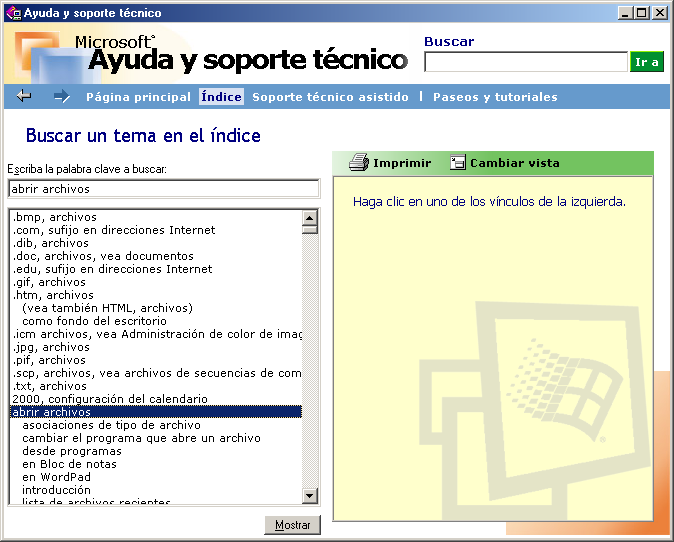 Ayuda y soporte técnico
Microsoft®
Ayuda y soporte técnico
Buscar
Ir a
Página principal Índice Soporte técnico asistido | Paseos y tutoriales
Buscar un tema en el índice
Escriba la palabra clave a buscar:
abrir archivos
.bmp, archivos
.com, sufijo en direcciones Internet
.dib, archivos
.doc, archivos, vea documentos
.edu, sufijo en direcciones Internet
.gif, archivos
.htm, archivos
(vea también HTML, archivos)
como fondo del escritorio
.icm archivos, vea Administración de color de imag
.jpg, archivos
.pif, archivos
.scp, archivos, vea archivos de secuencias de com
.txt, archivos
2000, configuración del calendario
abrir archivos
asociaciones de tipo de archivo
cambiar el programa que abre un archivo
desde programas
en Bloc de notas
en WordPad
introducción
lista de archivos recientes
Mostrar
Imprimir Cambiar vista
Haga clic en uno de los vínculos de la izquierda.